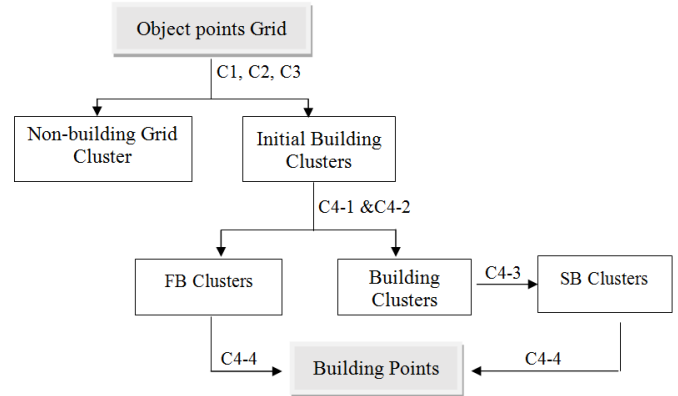 Object points Grid
C1, C2, C3
Non-building Grid
Cluster
Initial Building
Clusters
C4-1 &C4-2
FB Clusters
Building
Clusters
C4-3
SB Clusters
C4-4
Building Points
C4-4